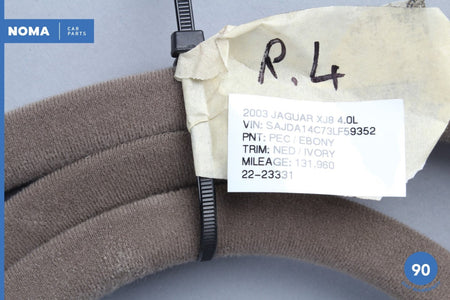 NOMA CAR PARTS
R.4
2003 JAGUAR XJ8 4.0L
VIN: SAJDA14C73LF59352
PNT: PEC / EBONY
TRIM: NED / IVORY
MILEAGE: 131,960
22-23331
90